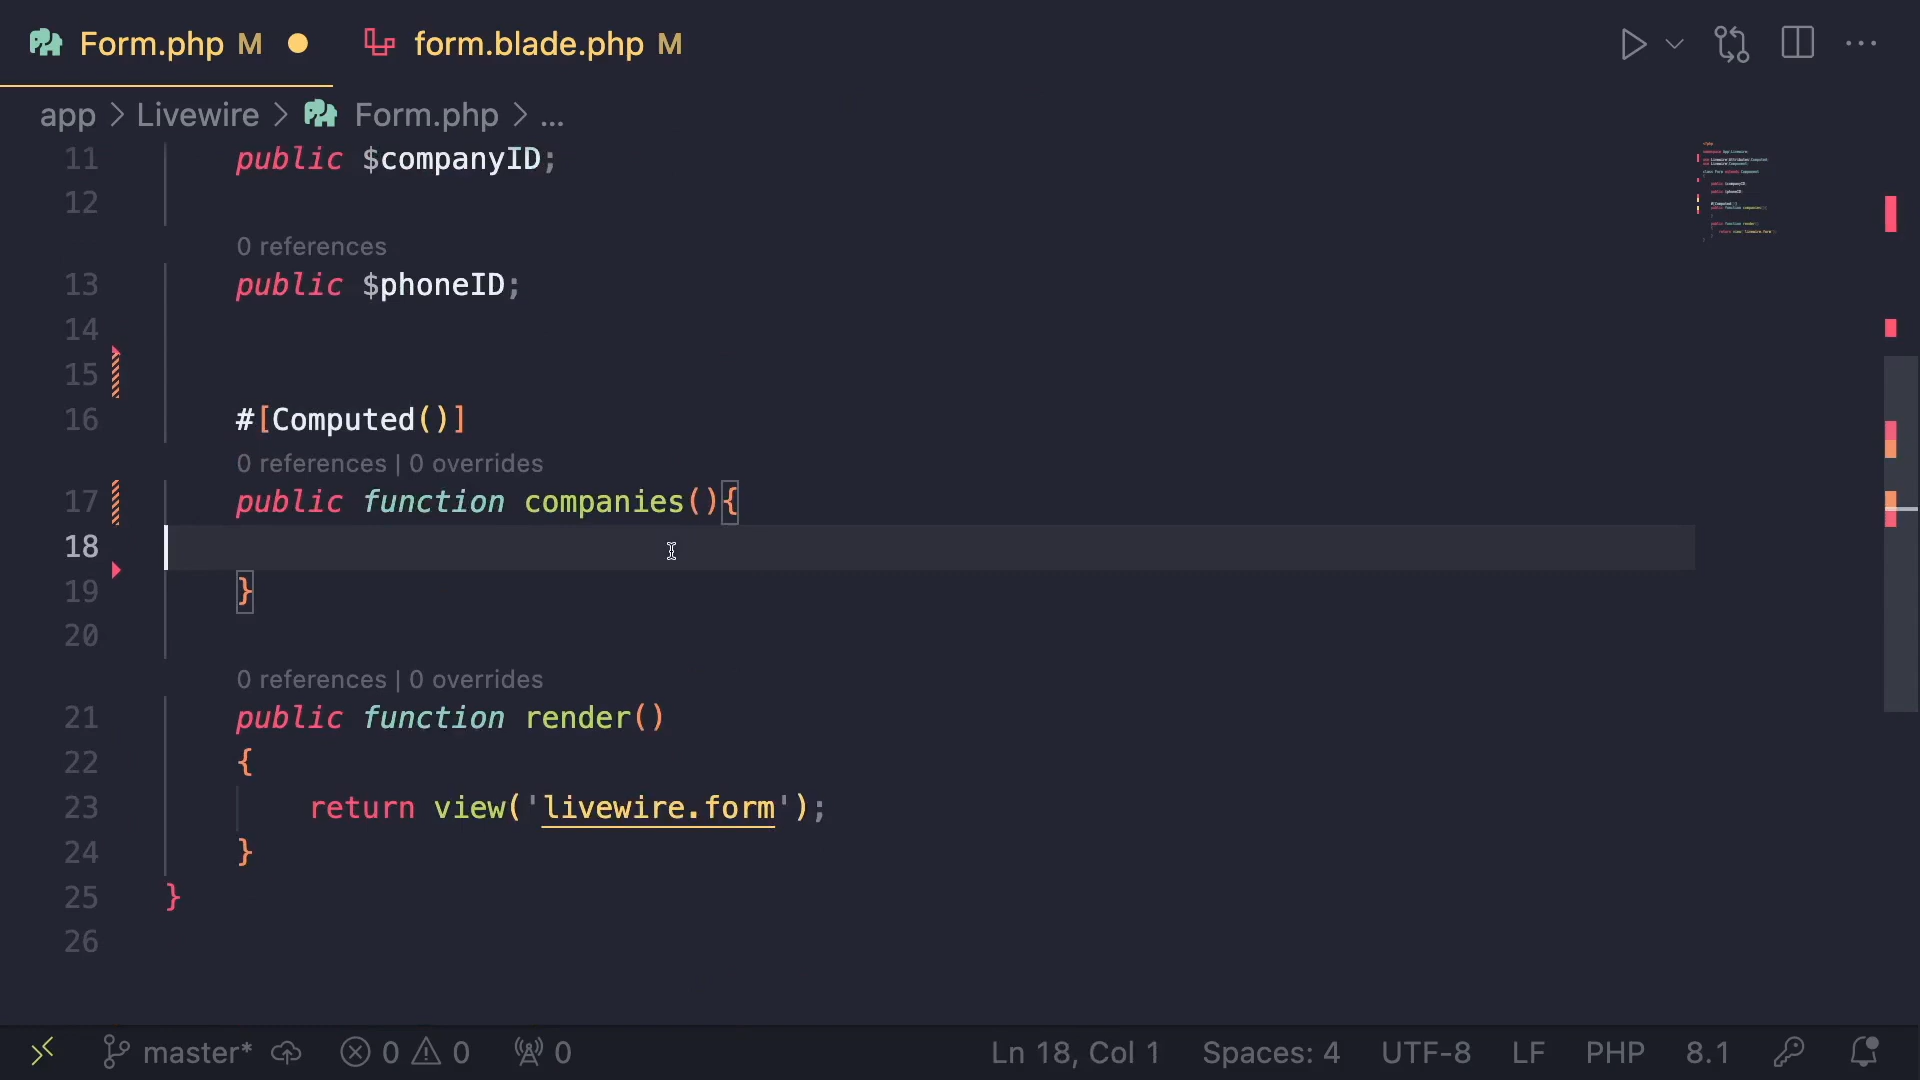 Form.php M
form.blade.php M
app > Livewire > Form.php > ...
11 public $companyID;
12
0 references
13 public $phoneID;
14
15
16 #[Computed()]
0 references | 0 overrides
17 public function companies(){
18
19 }
20
0 references | 0 overrides
21 public function render()
22 {
23 return view('livewire.form');
24 }
25 }
26
master* 0 0 0 Ln 18, Col 1 Spaces: 4 UTF-8 LF PHP 8.1